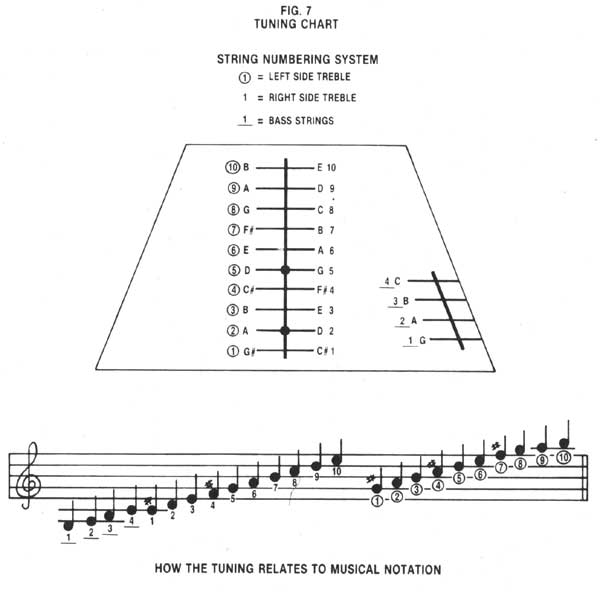 FIG. 7
TUNING CHART
STRING NUMBERING SYSTEM
① = LEFT SIDE TREBLE
1 = RIGHT SIDE TREBLE
1 = BASS STRINGS
⑩ B E 10
⑨ A D 9
⑧ G C 8
⑦ F# B 7
⑥ E A 6
⑤ D G 5
④ C# F# 4
③ B E 3
② A D 2
① G# C# 1
4 C
3 B
2 A
1 G
1 2 3 4 1 2 3 4 5 6 7 8 9 10 ① ② ③ ④ ⑤ ⑥ ⑦ ⑧ ⑨ ⑩
HOW THE TUNING RELATES TO MUSICAL NOTATION